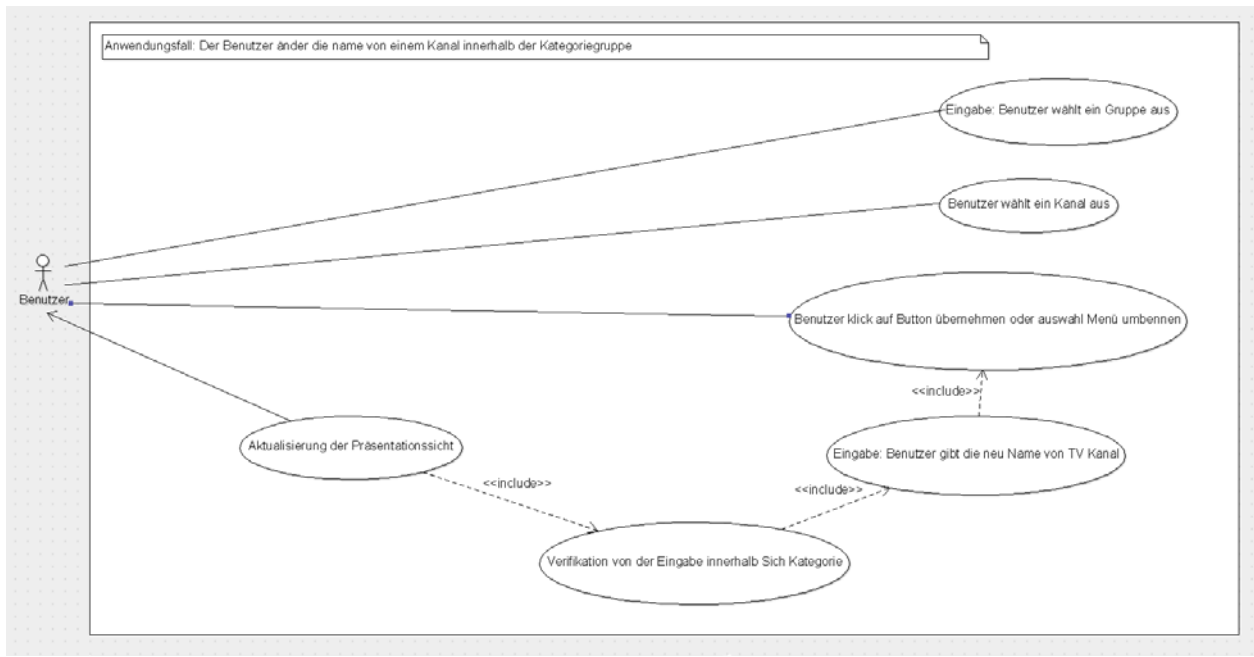 Anwendungsfall: Der Benutzer änder die name von einem Kanal innerhalb der Kategoriegruppe
Eingabe: Benutzer wählt ein Gruppe aus
Benutzer wählt ein Kanal aus
Benutzer
Benutzer klick auf Button übernehmen oder auswahl Menü umbennen
<<include>>
Aktualisierung der Präsentationssicht
Eingabe: Benutzer gibt die neu Name von TV Kanal
<<include>>
<<include>>
Verifikation von der Eingabe innerhalb Sich Kategorie